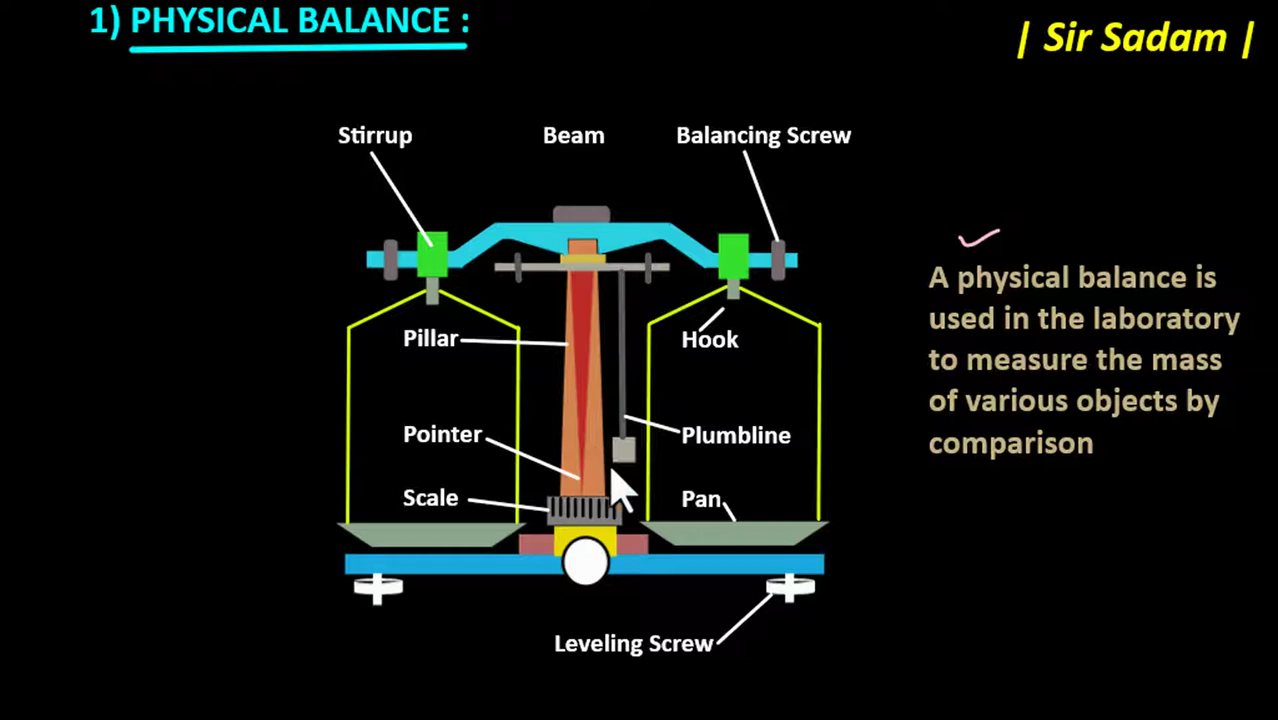 1) PHYSICAL BALANCE :
| Sir Sadam |
Stirrup
Beam
Balancing Screw
Pillar
Hook
Pointer
Plumbline
Scale
Pan
Leveling Screw
A physical balance is
used in the laboratory
to measure the mass
of various objects by
comparison